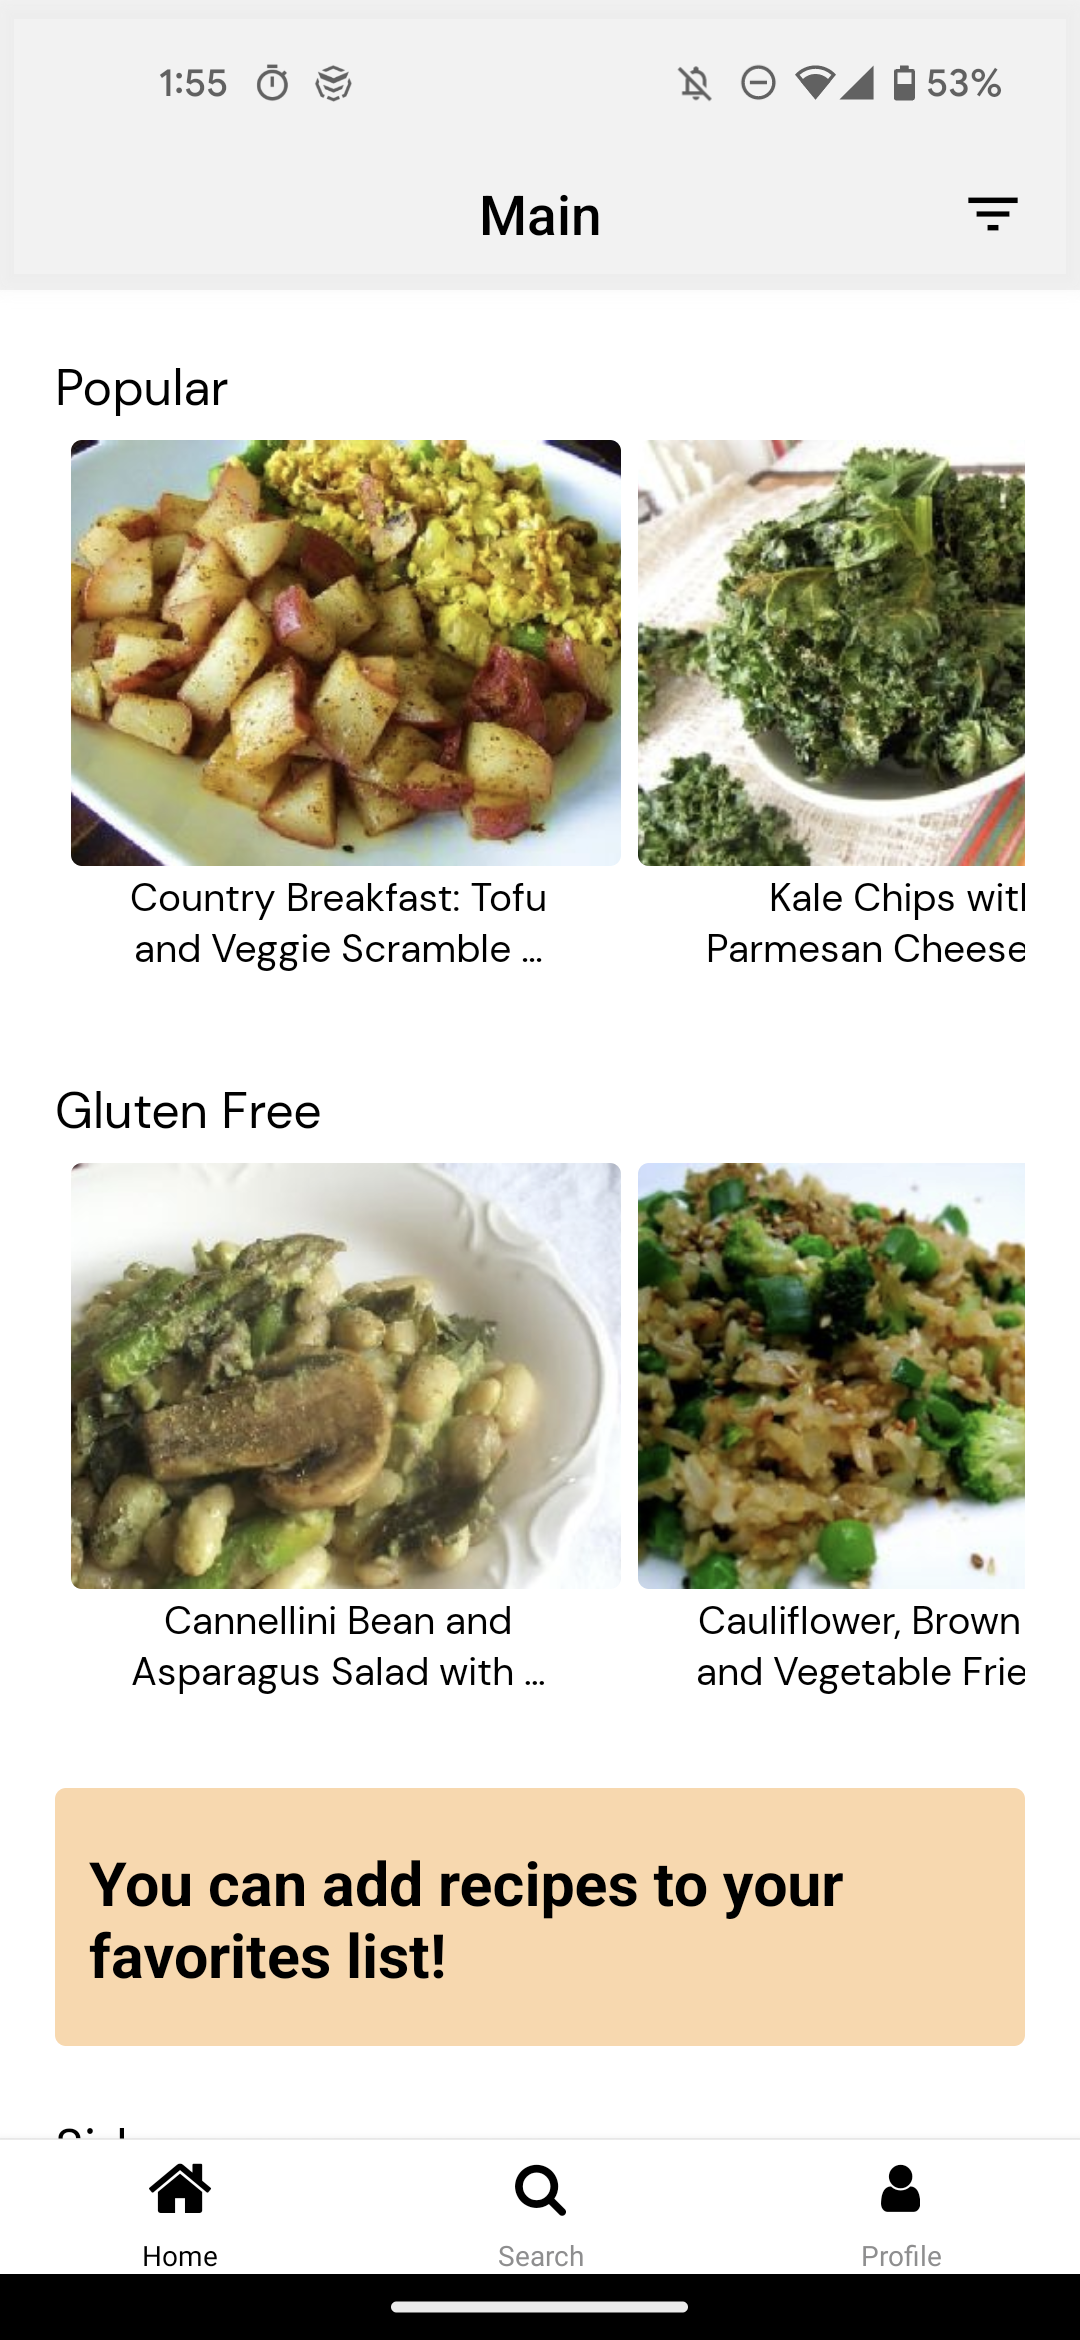 1:55
53%
Main
Popular
Country Breakfast: Tofu
and Veggie Scramble ...
Kale Chips with
Parmesan Cheese
Gluten Free
Cannellini Bean and
Asparagus Salad with ...
Cauliflower, Brown
and Vegetable Frie
You can add recipes to your
favorites list!
Home
Search
Profile